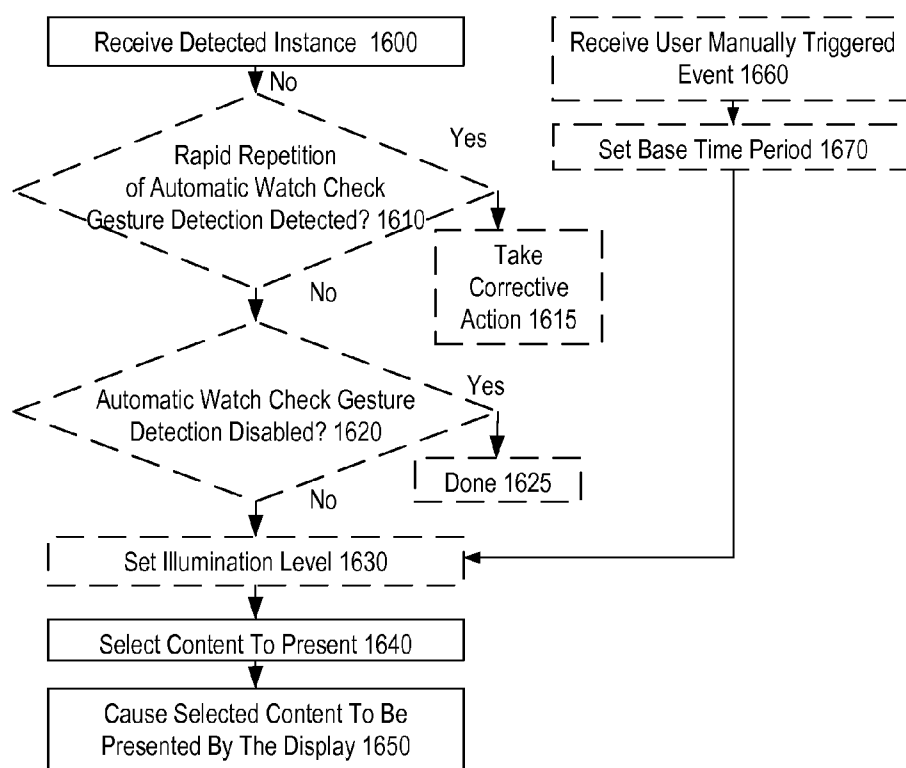 Receive Detected Instance 1600
No
Rapid Repetition
of Automatic Watch Check
Gesture Detection Detected? 1610
Yes
Take
Corrective
Action 1615
No
Automatic Watch Check Gesture
Detection Disabled? 1620
Yes
Done 1625
No
Set Illumination Level 1630
Select Content To Present 1640
Cause Selected Content To Be
Presented By The Display 1650
Receive User Manually Triggered
Event 1660
Set Base Time Period 1670